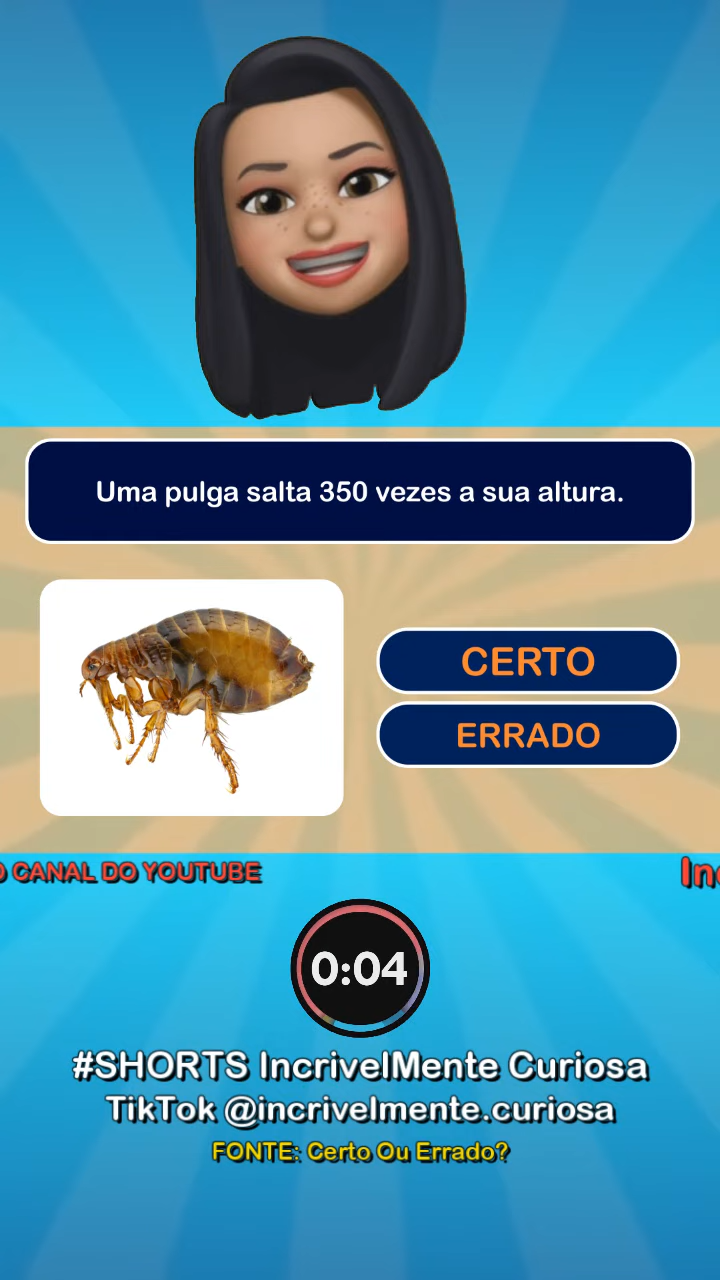 Uma pulga salta 350 vezes a sua altura.
CERTO
ERRADO
CANAL DO YOUTUBE
0:04
#SHORTS IncrivelMente Curiosa
TikTok @incrivelmente.curiosa
FONTE: Certo Ou Errado?